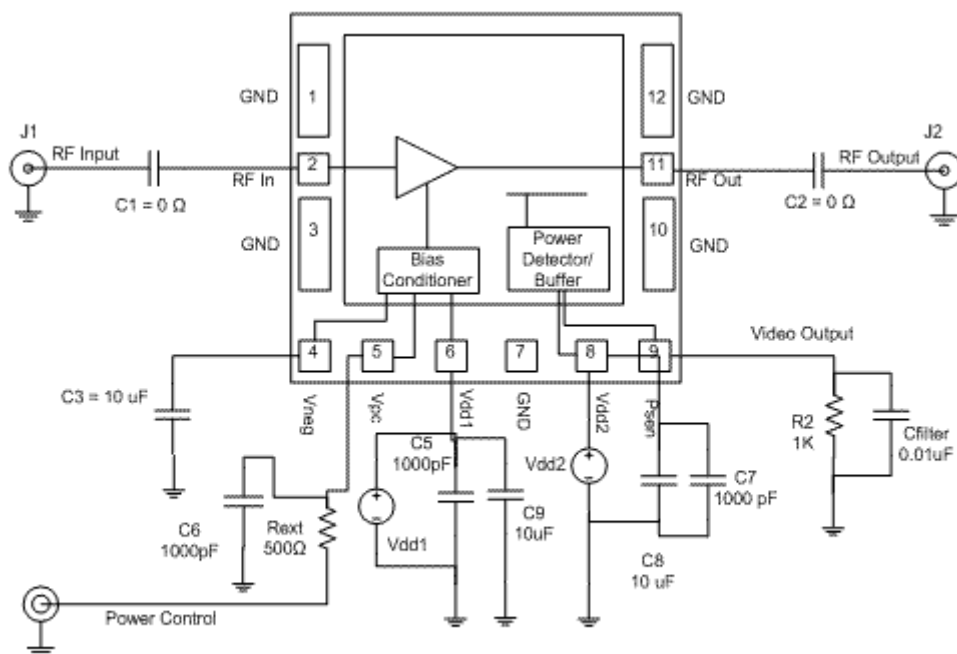 GND
1
12
GND
J1
J2
RF Input
RF Output
2
11
RF In
RF Out
C1 = 0 Ω
C2 = 0 Ω
3
10
GND
GND
Power
Detector/
Buffer
Bias
Conditioner
Video Output
4
5
6
7
8
9
C3 = 10 uF
Vneg
Vpc
Vdd1
GND
Vdd2
Psen
R2
1K
Cfilter
0.01uF
C5
1000pF
Vdd2
C7
1000 pF
C9
10uF
C6
1000pF
Rext
500Ω
Vdd1
C8
10 uF
Power Control